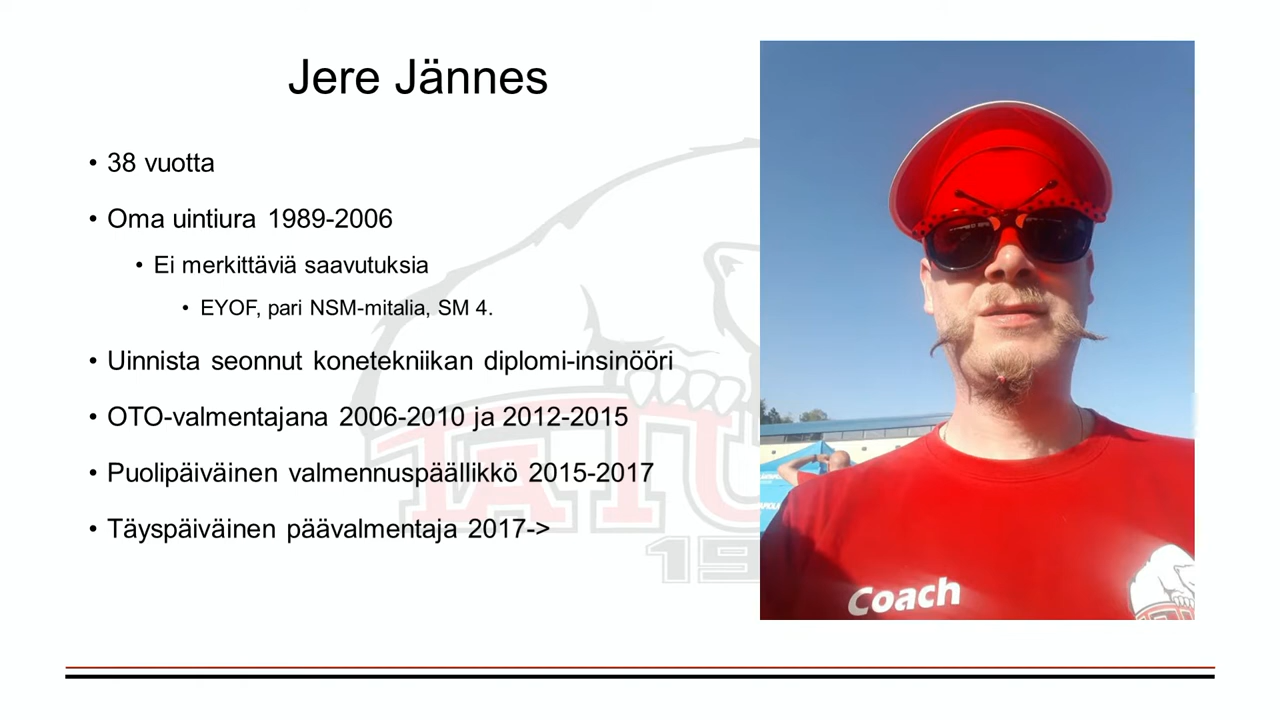 Jere Jännes
• 38 vuotta
• Oma uintiura 1989-2006
• Ei merkittäviä saavutuksia
• EYOF, pari NSM-mitalia, SM 4.
• Uinnista seonnut konetekniikan diplomi-insinööri
• OTO-valmentajana 2006-2010 ja 2012-2015
• Puolipäiväinen valmennuspäällikkö 2015-2017
• Täyspäiväinen päävalmentaja 2017->
Coach